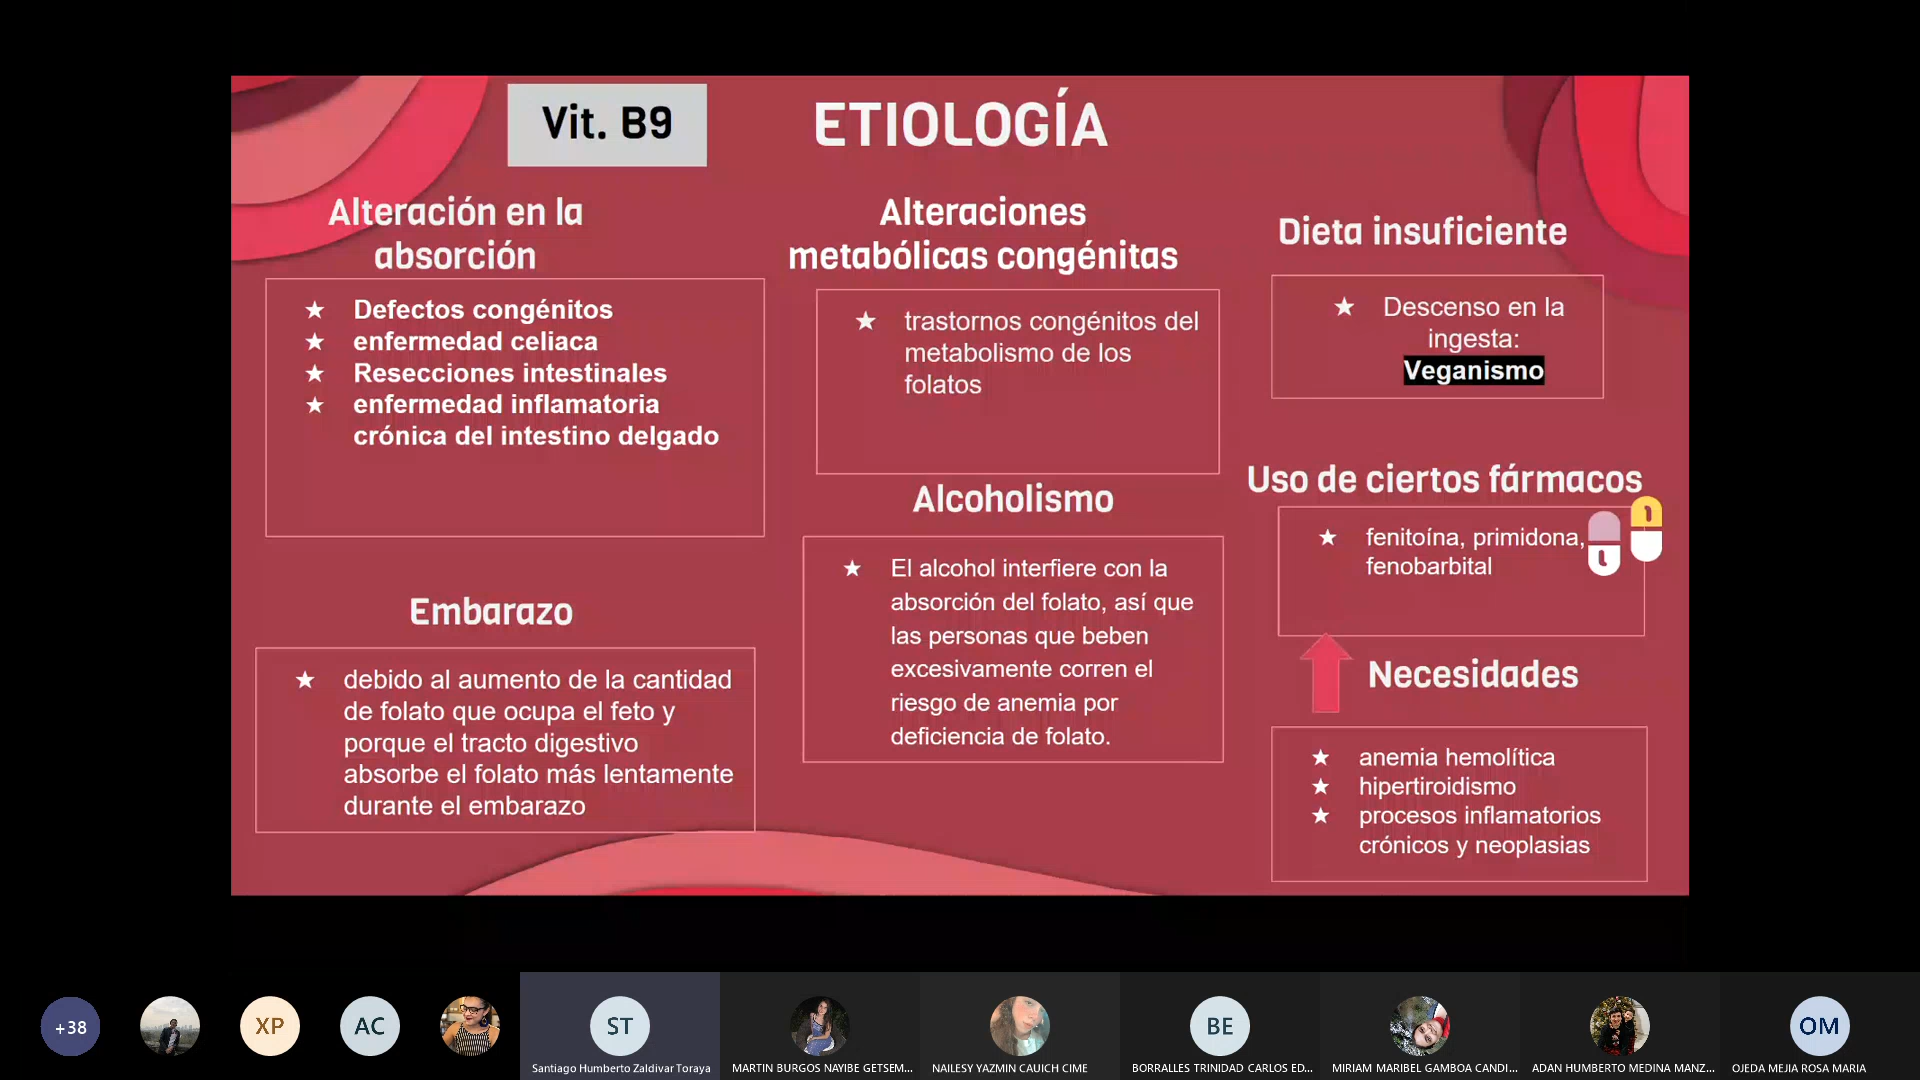 Vit. B9
ETIOLOGÍA
Alteración en la
absorción
★ Defectos congénitos
★ enfermedad celiaca
★ Resecciones intestinales
★ enfermedad inflamatoria
crónica del intestino delgado
Embarazo
★ debido al aumento de la cantidad
de folato que ocupa el feto y
porque el tracto digestivo
absorbe el folato más lentamente
durante el embarazo
Alteraciones
metabólicas congénitas
★ trastornos congénitos del
metabolismo de los
folatos
Alcoholismo
★ El alcohol interfiere con la
absorción del folato, así que
las personas que beben
excesivamente corren el
riesgo de anemia por
deficiencia de folato.
Dieta insuficiente
★ Descenso en la
ingesta:
Veganismo
Uso de ciertos fármacos
★ fenitoína, primidona,
fenobarbital
Necesidades
★ anemia hemolítica
★ hipertiroidismo
★ procesos inflamatorios
crónicos y neoplasias
+38
XP
AC
ST
Santiago Humberto Zaldivar Toraya
MARTIN BURGOS NAYIBE GETSEM...
NAILESY YAZMIN CAUICH CIME
BE
BORRALLES TRINIDAD CARLOS ED...
MIRIAM MARIBEL GAMBOA CANDI...
ADAN HUMBERTO MEDINA MANZ...
OM
OJEDA MEJIA ROSA MARIA